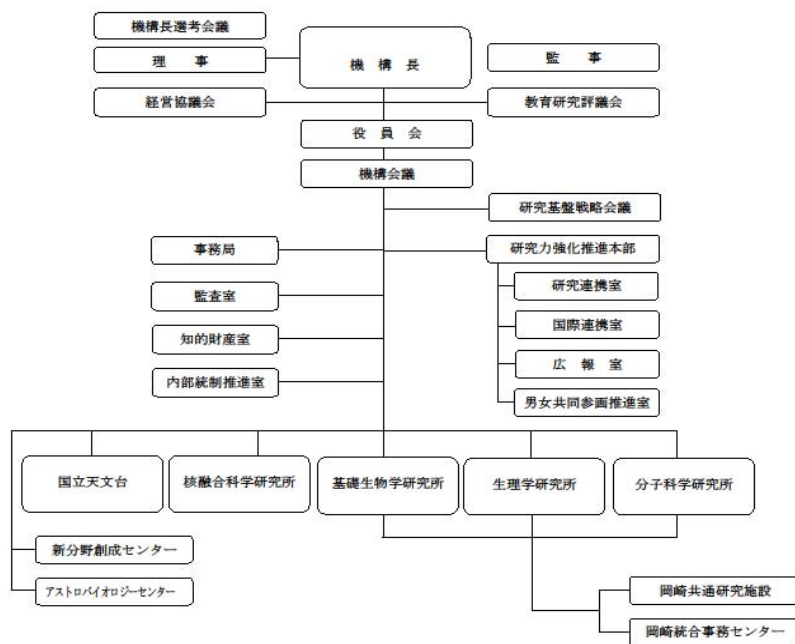 機構長選考会議
理　事
機　構　長
監　事
経営協議会
教育研究評議会
役　員　会
機構会議
研究基盤戦略会議
事務局
研究力強化推進本部
監査室
研究連携室
知的財産室
国際連携室
内部統制推進室
広　報　室
男女共同参画推進室
国立天文台
核融合科学研究所
基礎生物学研究所
生理学研究所
分子科学研究所
新分野創成センター
アストロバイオロジーセンター
岡崎共通研究施設
岡崎統合事務センター